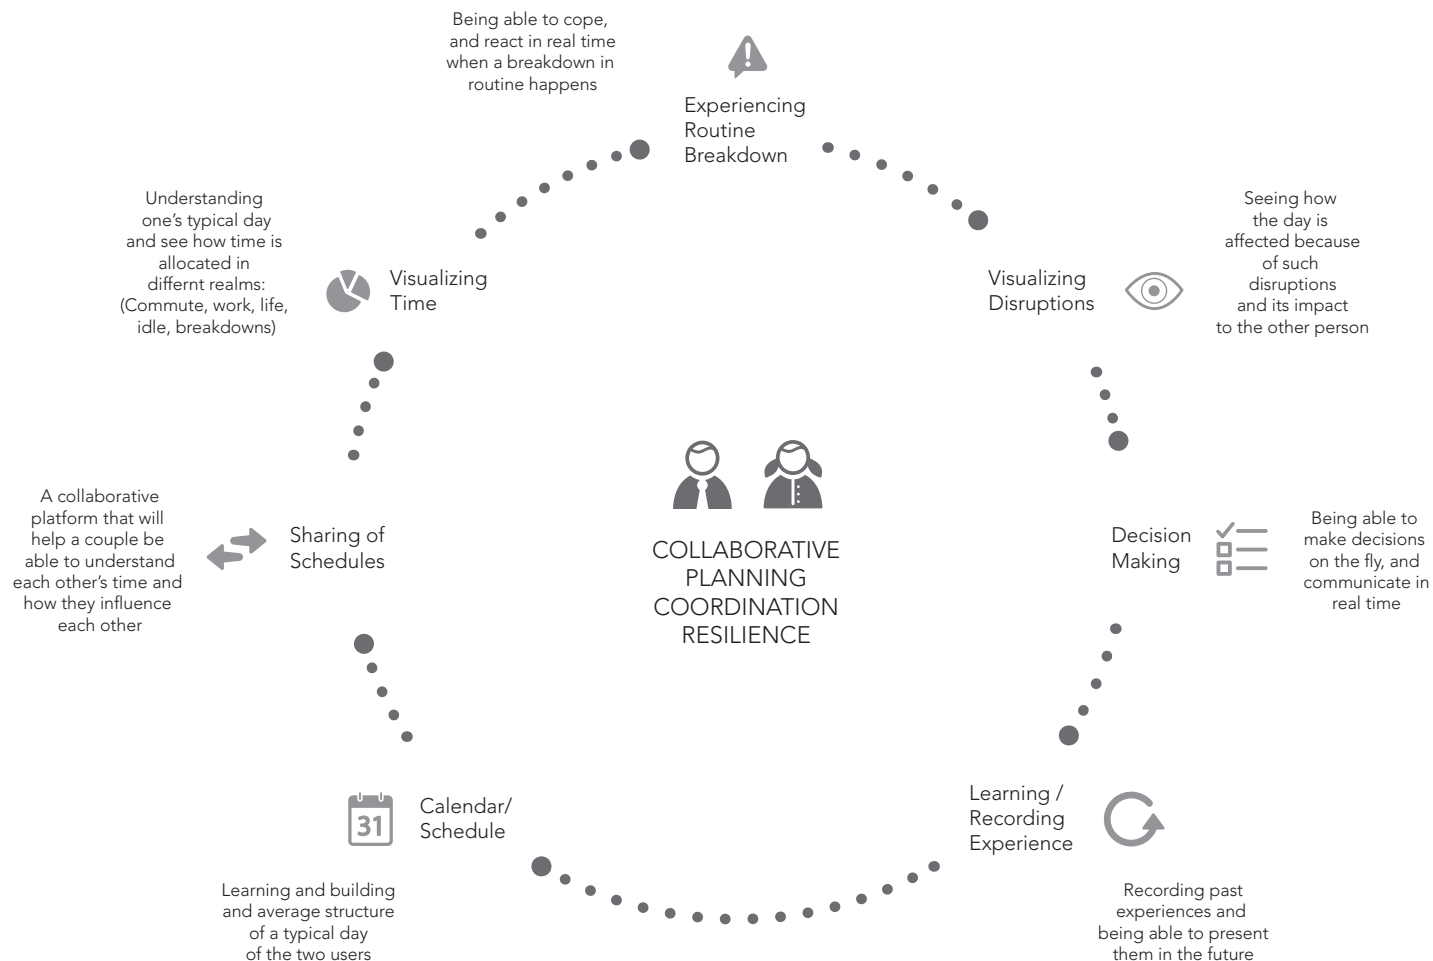 Being able to cope,
and react in real time
when a breakdown in
routine happens
Experiencing
Routine
Breakdown
Understanding
one's typical day
and see how time is
allocated in
differnt realms:
(Commute, work, life,
idle, breakdowns)
Visualizing
Time
Visualizing
Disruptions
Seeing how
the day is
affected because
of such
disruptions
and its impact
to the other person
A collaborative
platform that will
help a couple be
able to understand
each other's time and
how they influence
each other
Sharing of
Schedules
COLLABORATIVE
PLANNING
COORDINATION
RESILIENCE
Decision
Making
Being able to
make decisions
on the fly, and
communicate in
real time
31
Calendar/
Schedule
Learning and building
and average structure
of a typical day
of the two users
Learning /
Recording
Experience
Recording past
experiences and
being able to present
them in the future